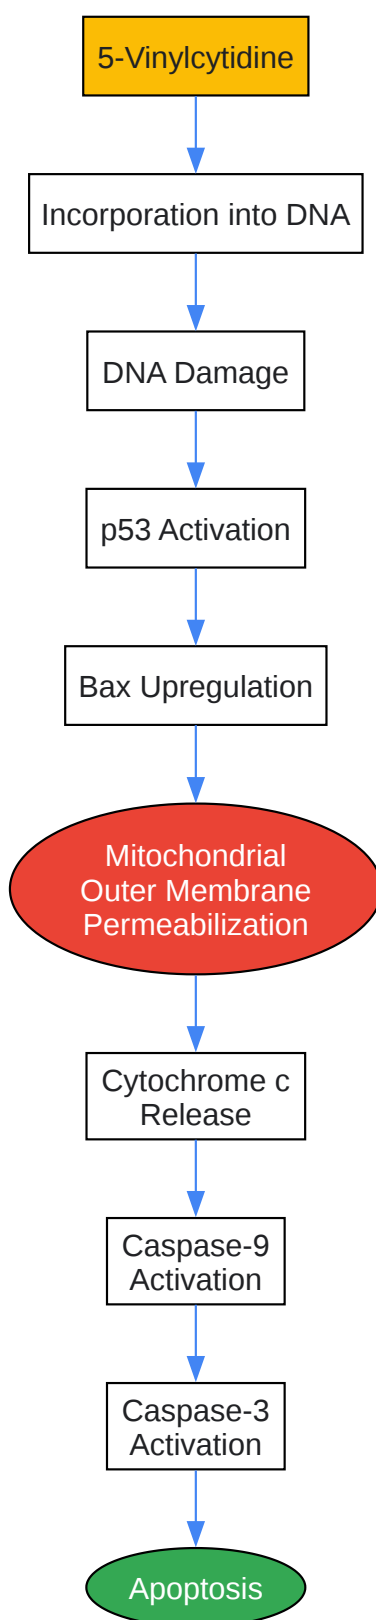 5-Vinylcytidine
Incorporation into DNA
DNA Damage
p53 Activation
Bax Upregulation
Mitochondrial
Outer Membrane
Permeabilization
Cytochrome c
Release
Caspase-9
Activation
Caspase-3
Activation
Apoptosis